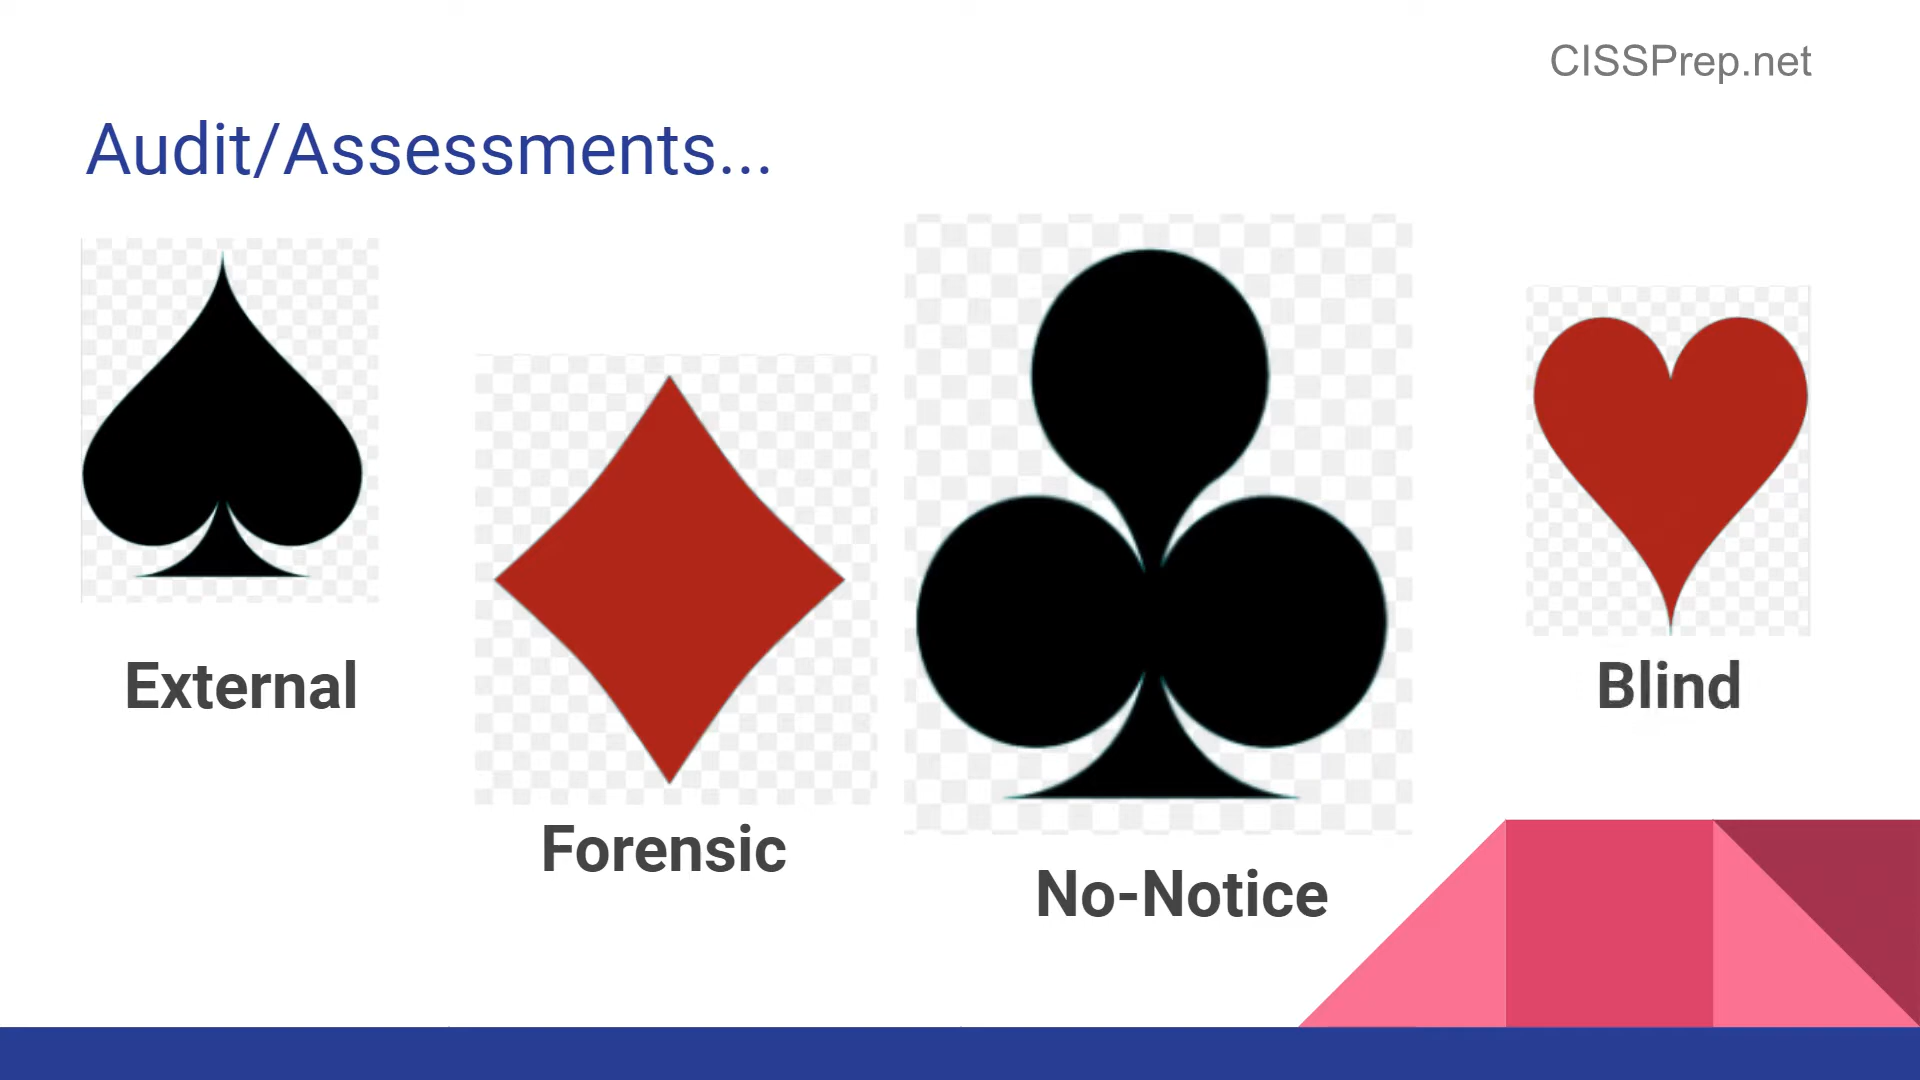 CISSPrep.net
Audit/Assessments...
External
Forensic
No-Notice
Blind